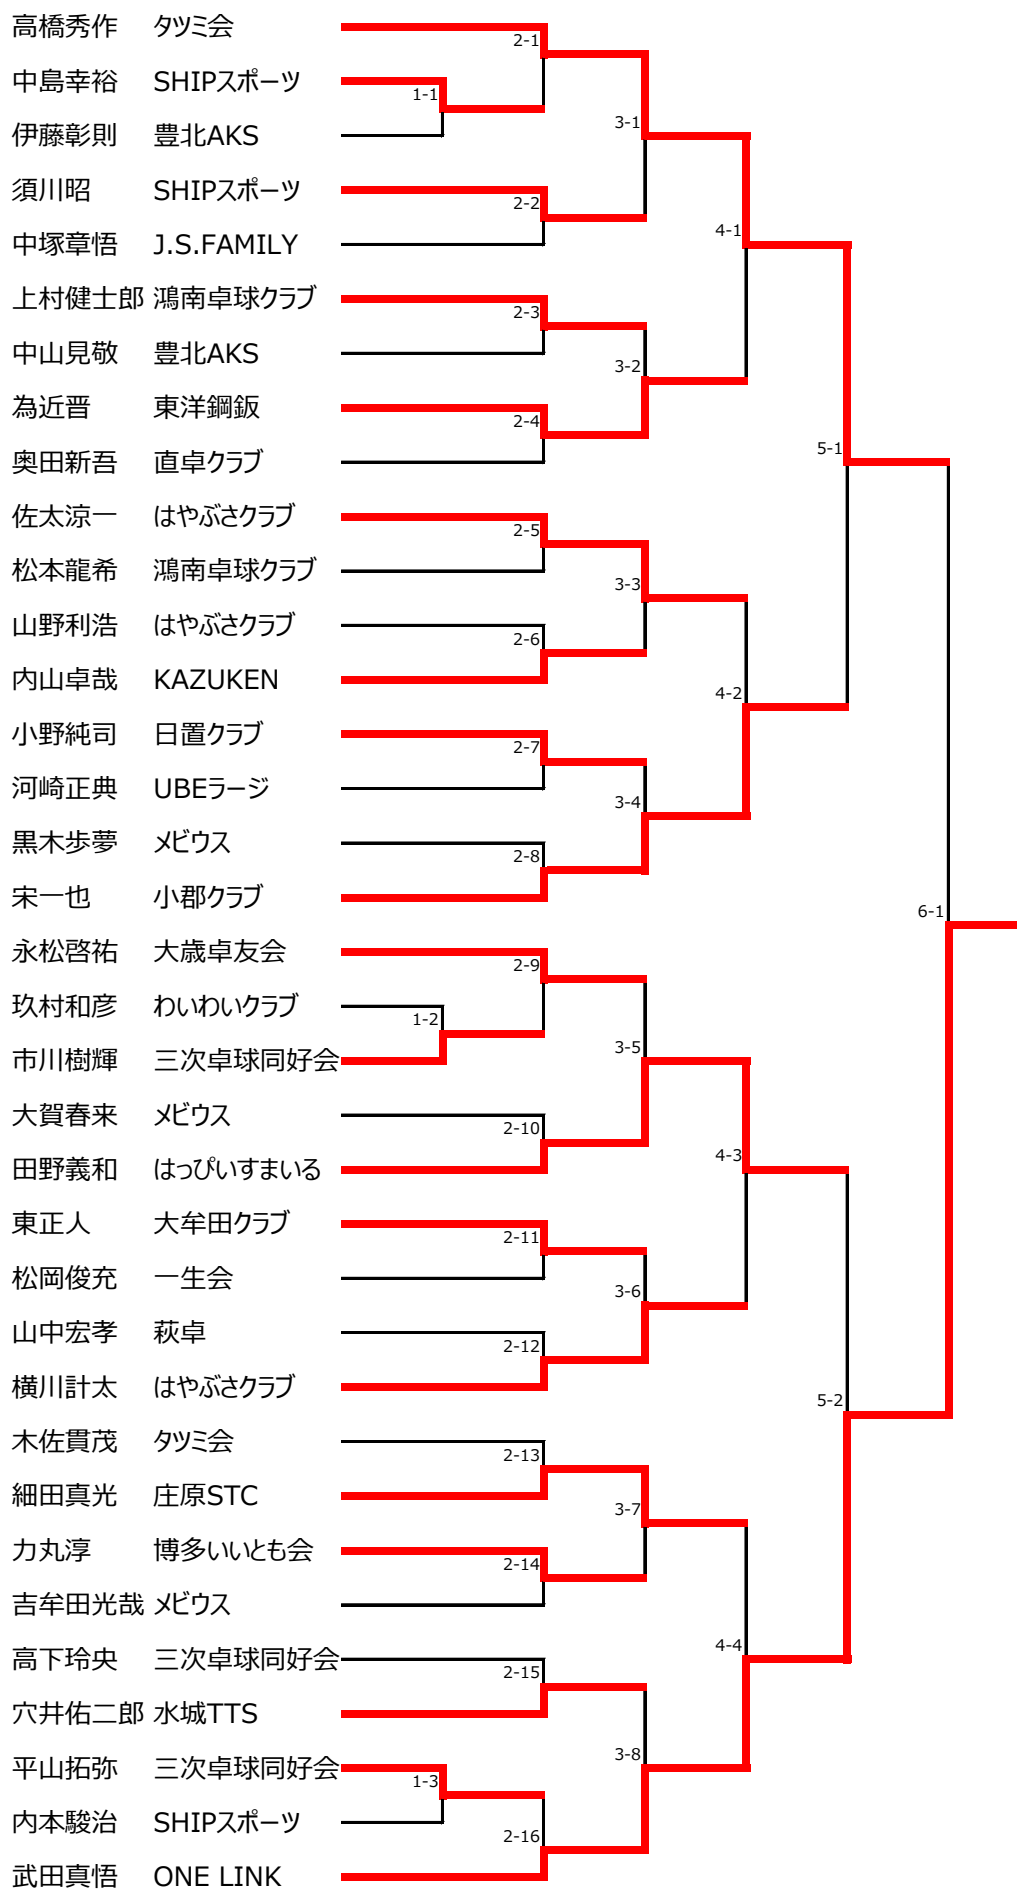 高橋秀作 タツミ会
2-1
中島幸裕 SHIPスポーツ
1-1
3-1
伊藤彰則 豊北AKS
須川昭 SHIPスポーツ
2-2
4-1
中塚章悟 J.S.FAMILY
上村健士郎 鴻南卓球クラブ
2-3
中山見敬 豊北AKS
3-2
為近晋 東洋鋼鈑
2-4
5-1
奥田新吾 直卓クラブ
佐太涼一 はやぶさクラブ
2-5
松本龍希 鴻南卓球クラブ
3-3
山野利浩 はやぶさクラブ
2-6
内山卓哉 KAZUKEN
4-2
小野純司 日置クラブ
2-7
河崎正典 UBEラージ
3-4
黒木歩夢 メビウス
2-8
宋一也 小郡クラブ
6-1
永松啓祐 大歳卓友会
2-9
玖村和彦 わいわいクラブ
1-2
3-5
市川樹輝 三次卓球同好会
大賀春来 メビウス
2-10
4-3
田野義和 はっぴいすまいる
東正人 大牟田クラブ
2-11
松岡俊充 一生会
3-6
山中宏孝 萩卓
2-12
横川計太 はやぶさクラブ
5-2
木佐貫茂 タツミ会
2-13
細田真光 庄原STC
3-7
力丸淳 博多いいとも会
2-14
吉牟田光哉 メビウス
4-4
高下玲央 三次卓球同好会
2-15
穴井佑二郎 水城TTS
3-8
平山拓弥 三次卓球同好会
1-3
内本駿治 SHIPスポーツ
2-16
武田真悟 ONE LINK